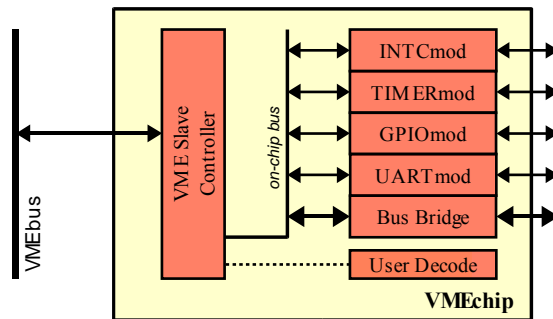 VMEbus
VME Slave
Controller
on-chip bus
INTCmod
TIMERmod
GPIOmod
UARTmod
Bus Bridge
User Decode
VMEchip